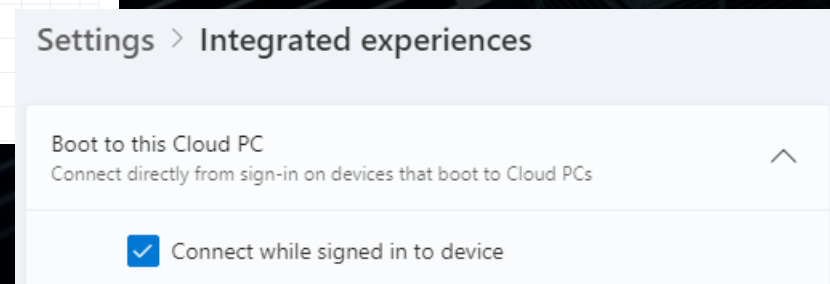 Settings > Integrated experiences
Boot to this Cloud PC
Connect directly from sign-in on devices that boot to Cloud PCs
Connect while signed in to device